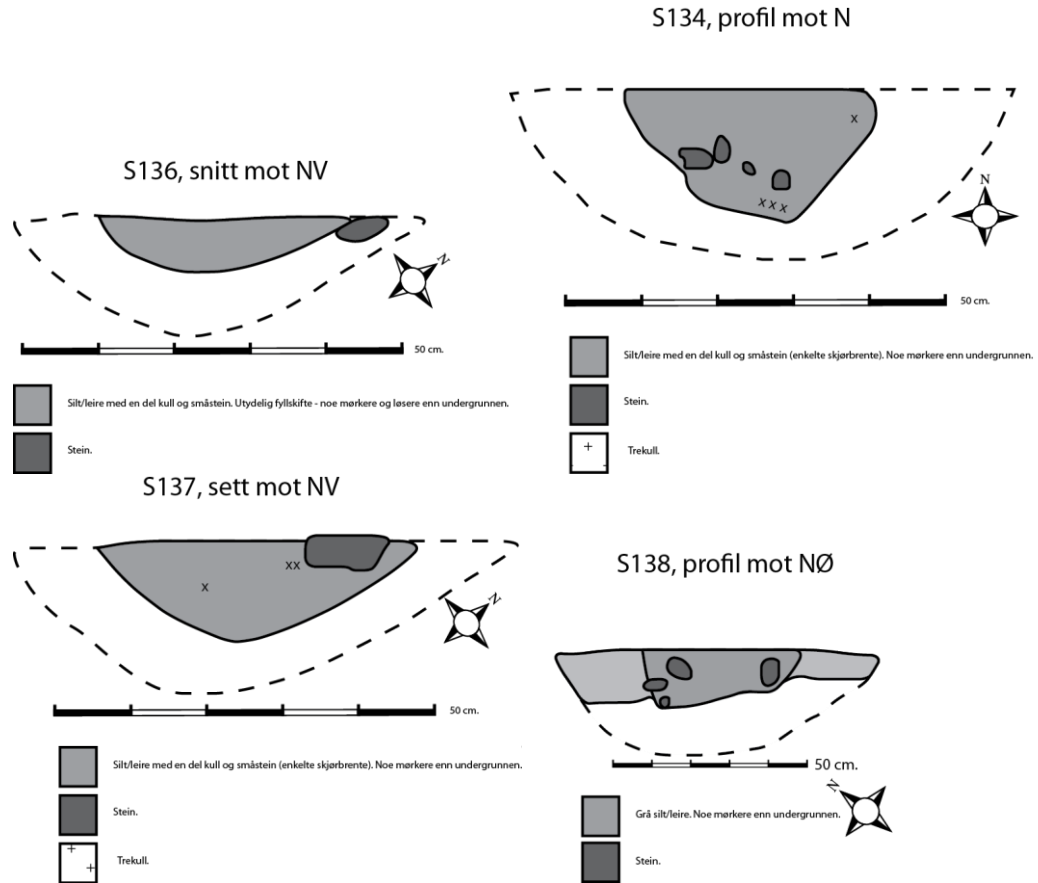 S134, profil mot N
x
x x x
N
50 cm.
Silt/leire med en del kull og småstein (enkelte skjørbrente). Noe mørkere enn undergrunnen.
Stein.
+
Trekull.
S136, snitt mot NV
N
50 cm.
Silt/leire med en del kull og småstein. Utydelig fyllskifte - noe mørkere og løsere enn undergrunnen.
Stein.
S137, sett mot NV
xx
x
N
50 cm.
Silt/leire med en del kull og småstein (enkelte skjørbrente). Noe mørkere enn undergrunnen.
Stein.
+
+
Trekull.
S138, profil mot NØ
50 cm.
N
Grå silt/leire. Noe mørkere enn undergrunnen.
Stein.